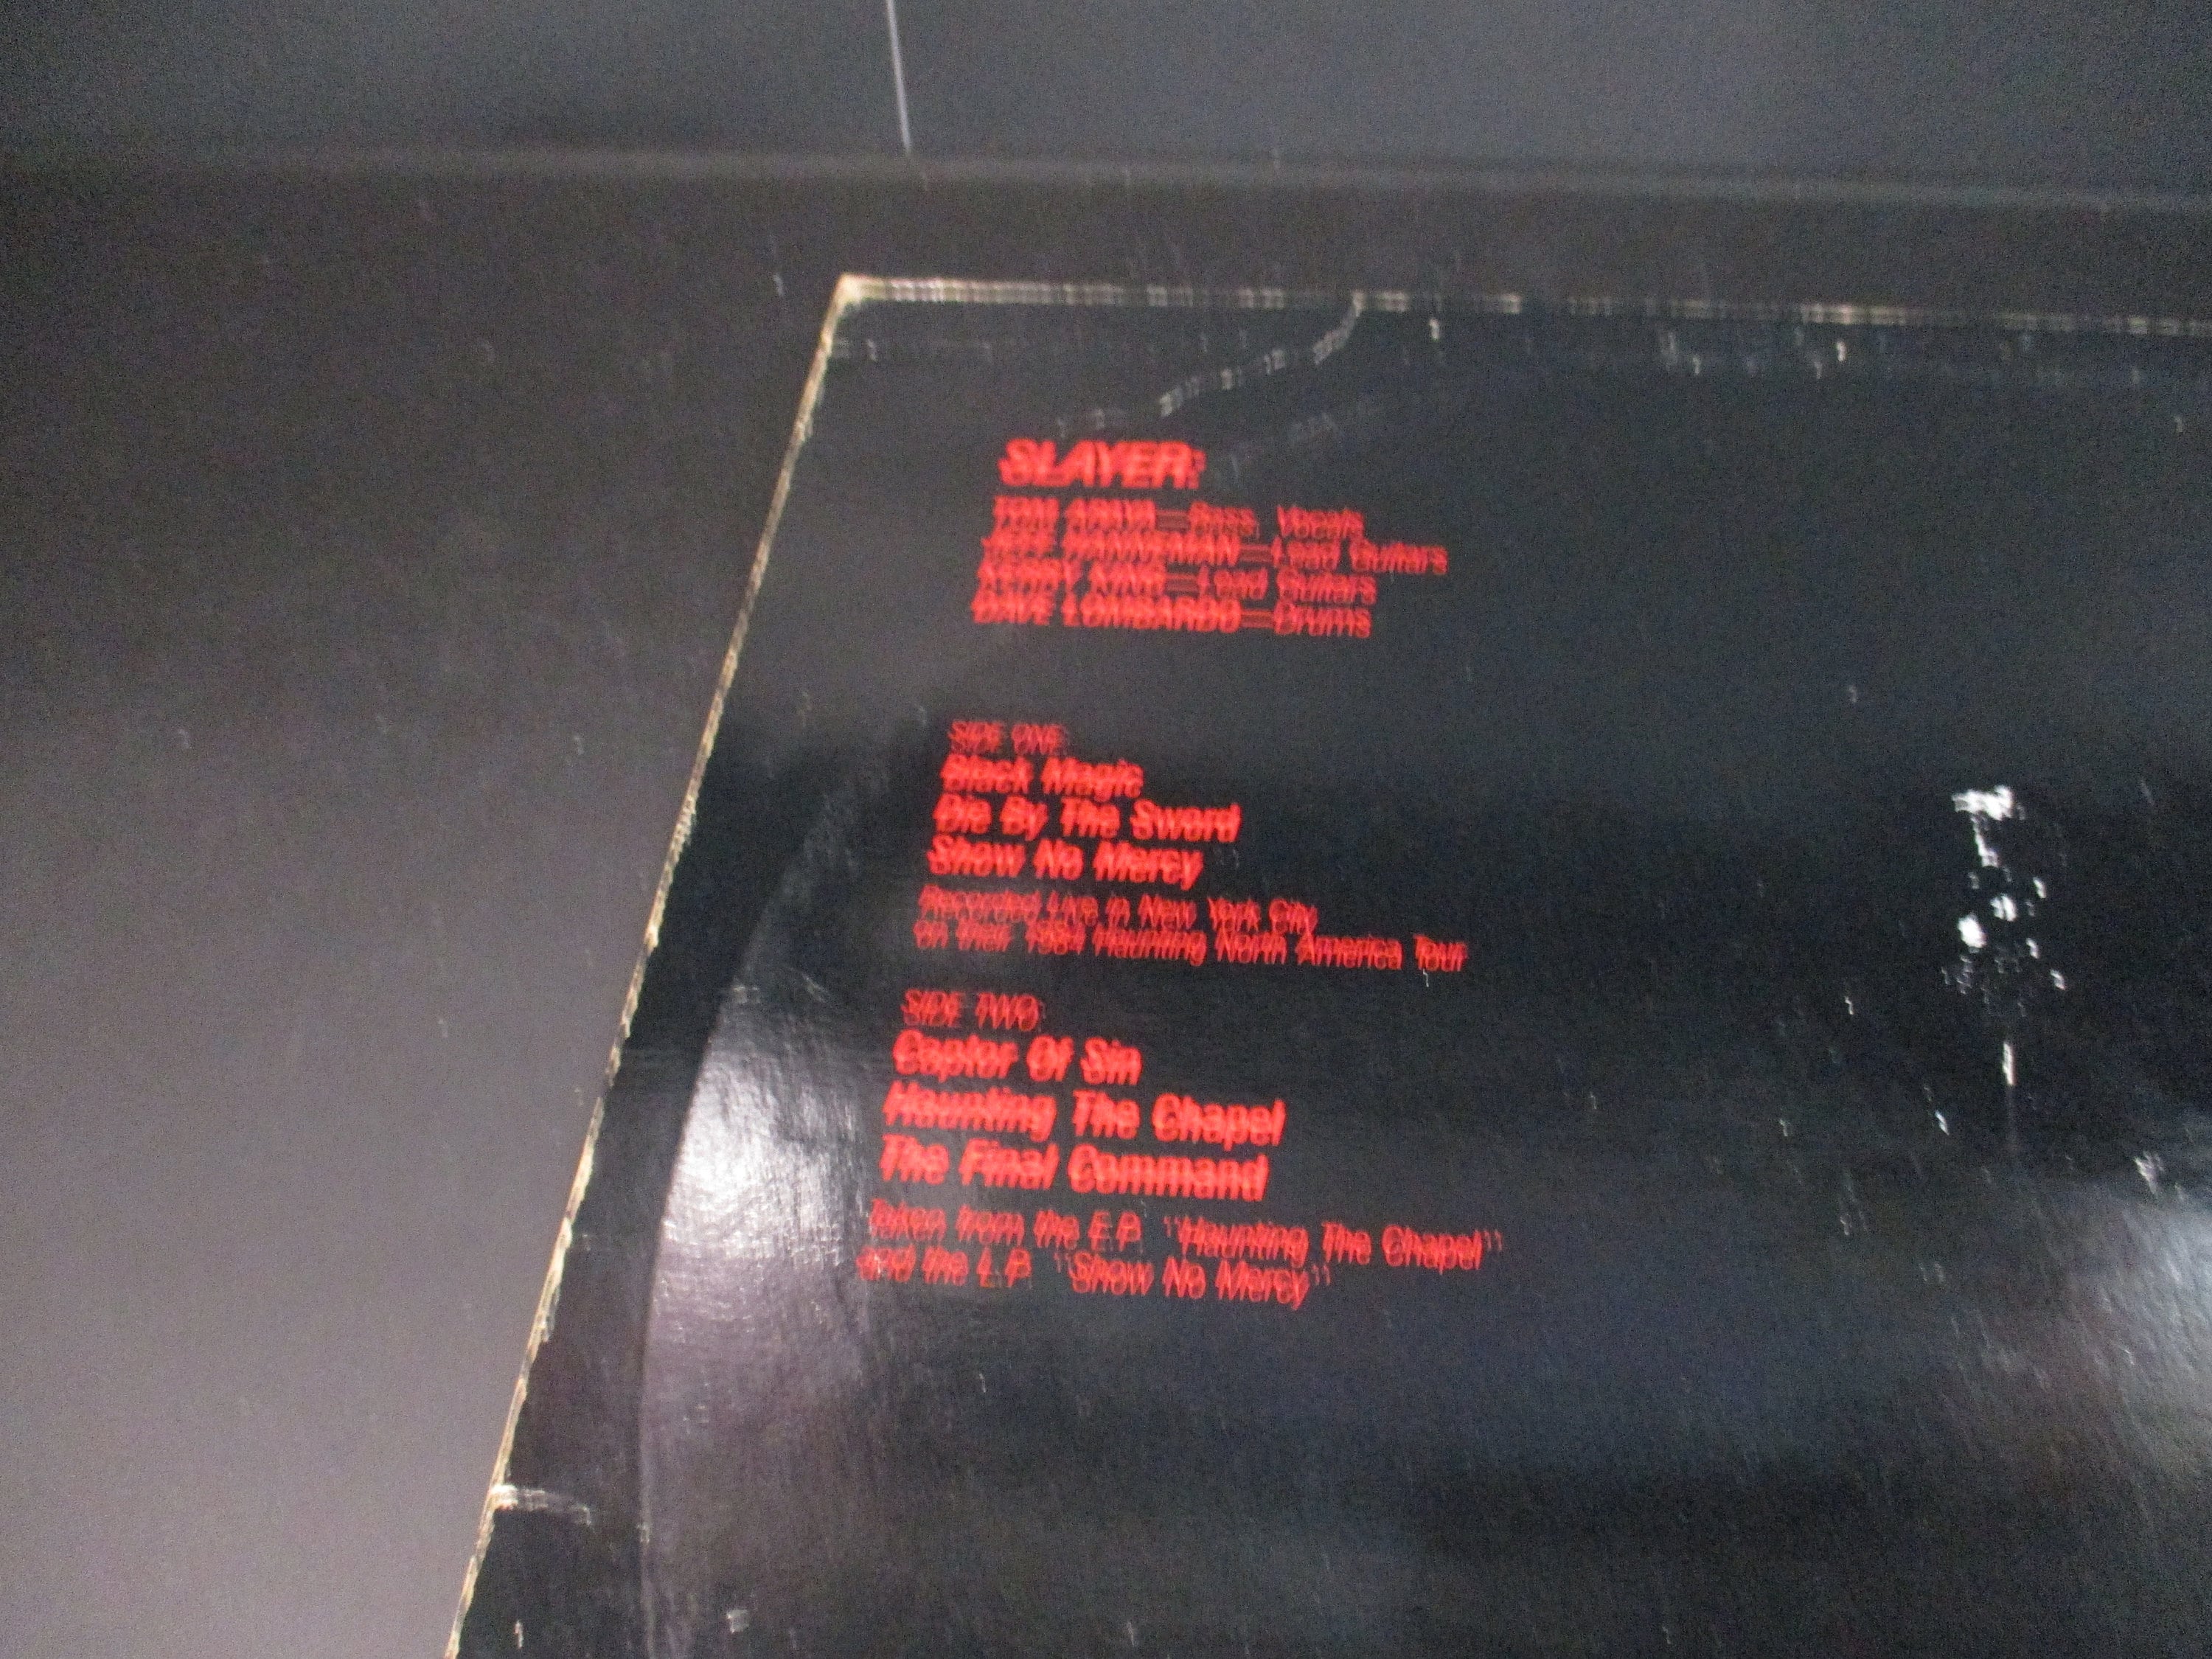 SLAYER:
TOM ARAYA—Bass, Vocals
JEFF HANNEMAN—Lead Guitars
KERRY KING—Lead Guitars
DAVE LOMBARDO—Drums
SIDE ONE:
Black Magic
Die By The Sword
Show No Mercy
Recorded Live in New York City
on their 1984 Haunting North America Tour
SIDE TWO:
Captor Of Sin
Haunting The Chapel
The Final Command
Taken from the E.P. "Haunting The Chapel"
and the L.P. "Show No Mercy"